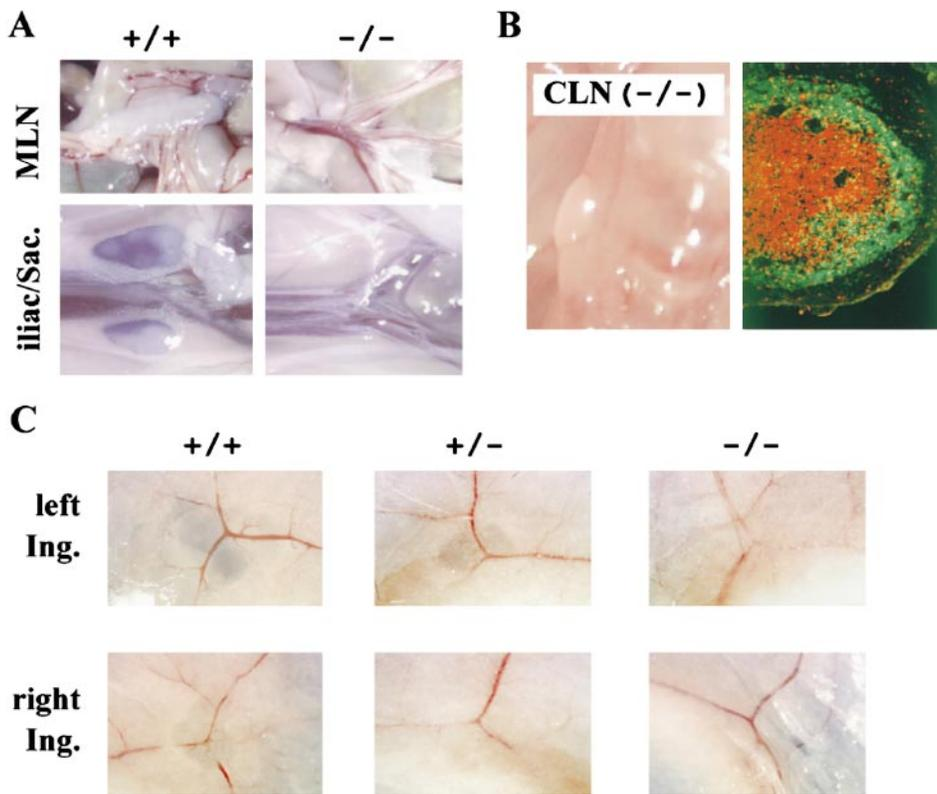 A
+/+ -/-
MLN
iliac/Sac.
B
CLN (-/-)
C
+/+ +/- -/-
left
Ing.
right
Ing.